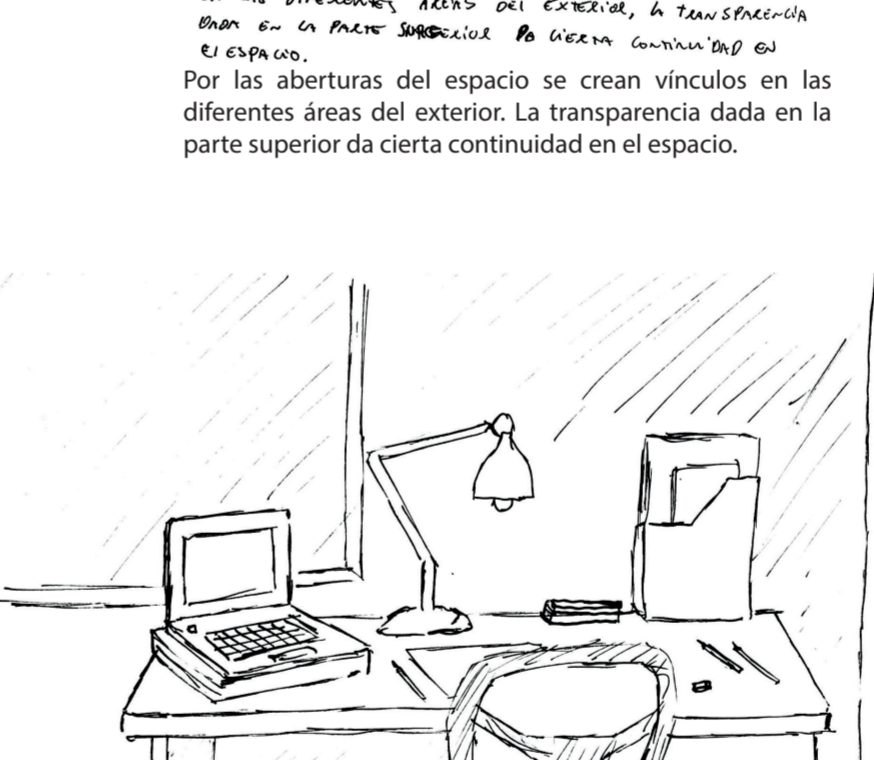 DIFERENTES ÁREAS DEL EXTERIOR, LA TRANSPARENCIA
DADA EN LA PARTE SUPERIOR DA CIERTA CONTINUIDAD EN
El ESPACIO.
Por las aberturas del espacio se crean vínculos en las
diferentes áreas del exterior. La transparencia dada en la
parte superior da cierta continuidad en el espacio.